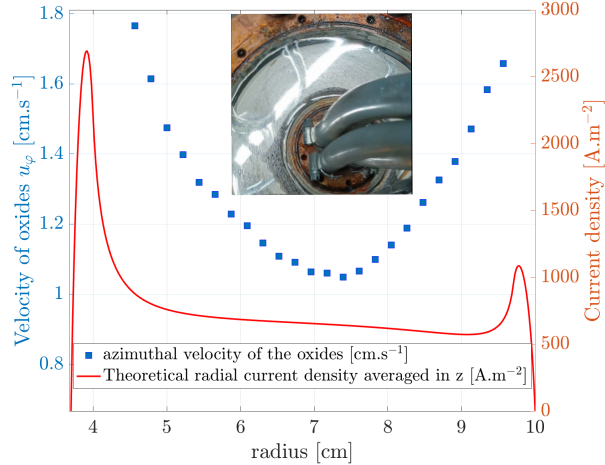 1.8
1.6
1.4
1.2
1
0.8
Velocity of oxides u_φ [cm.s⁻¹]
3000
2500
2000
1500
1000
500
0
Current density [A.m⁻²]
azimuthal velocity of the oxides [cm.s⁻¹]
Theoretical radial current density averaged in z [A.m⁻²]
4 5 6 7 8 9 10
radius [cm]